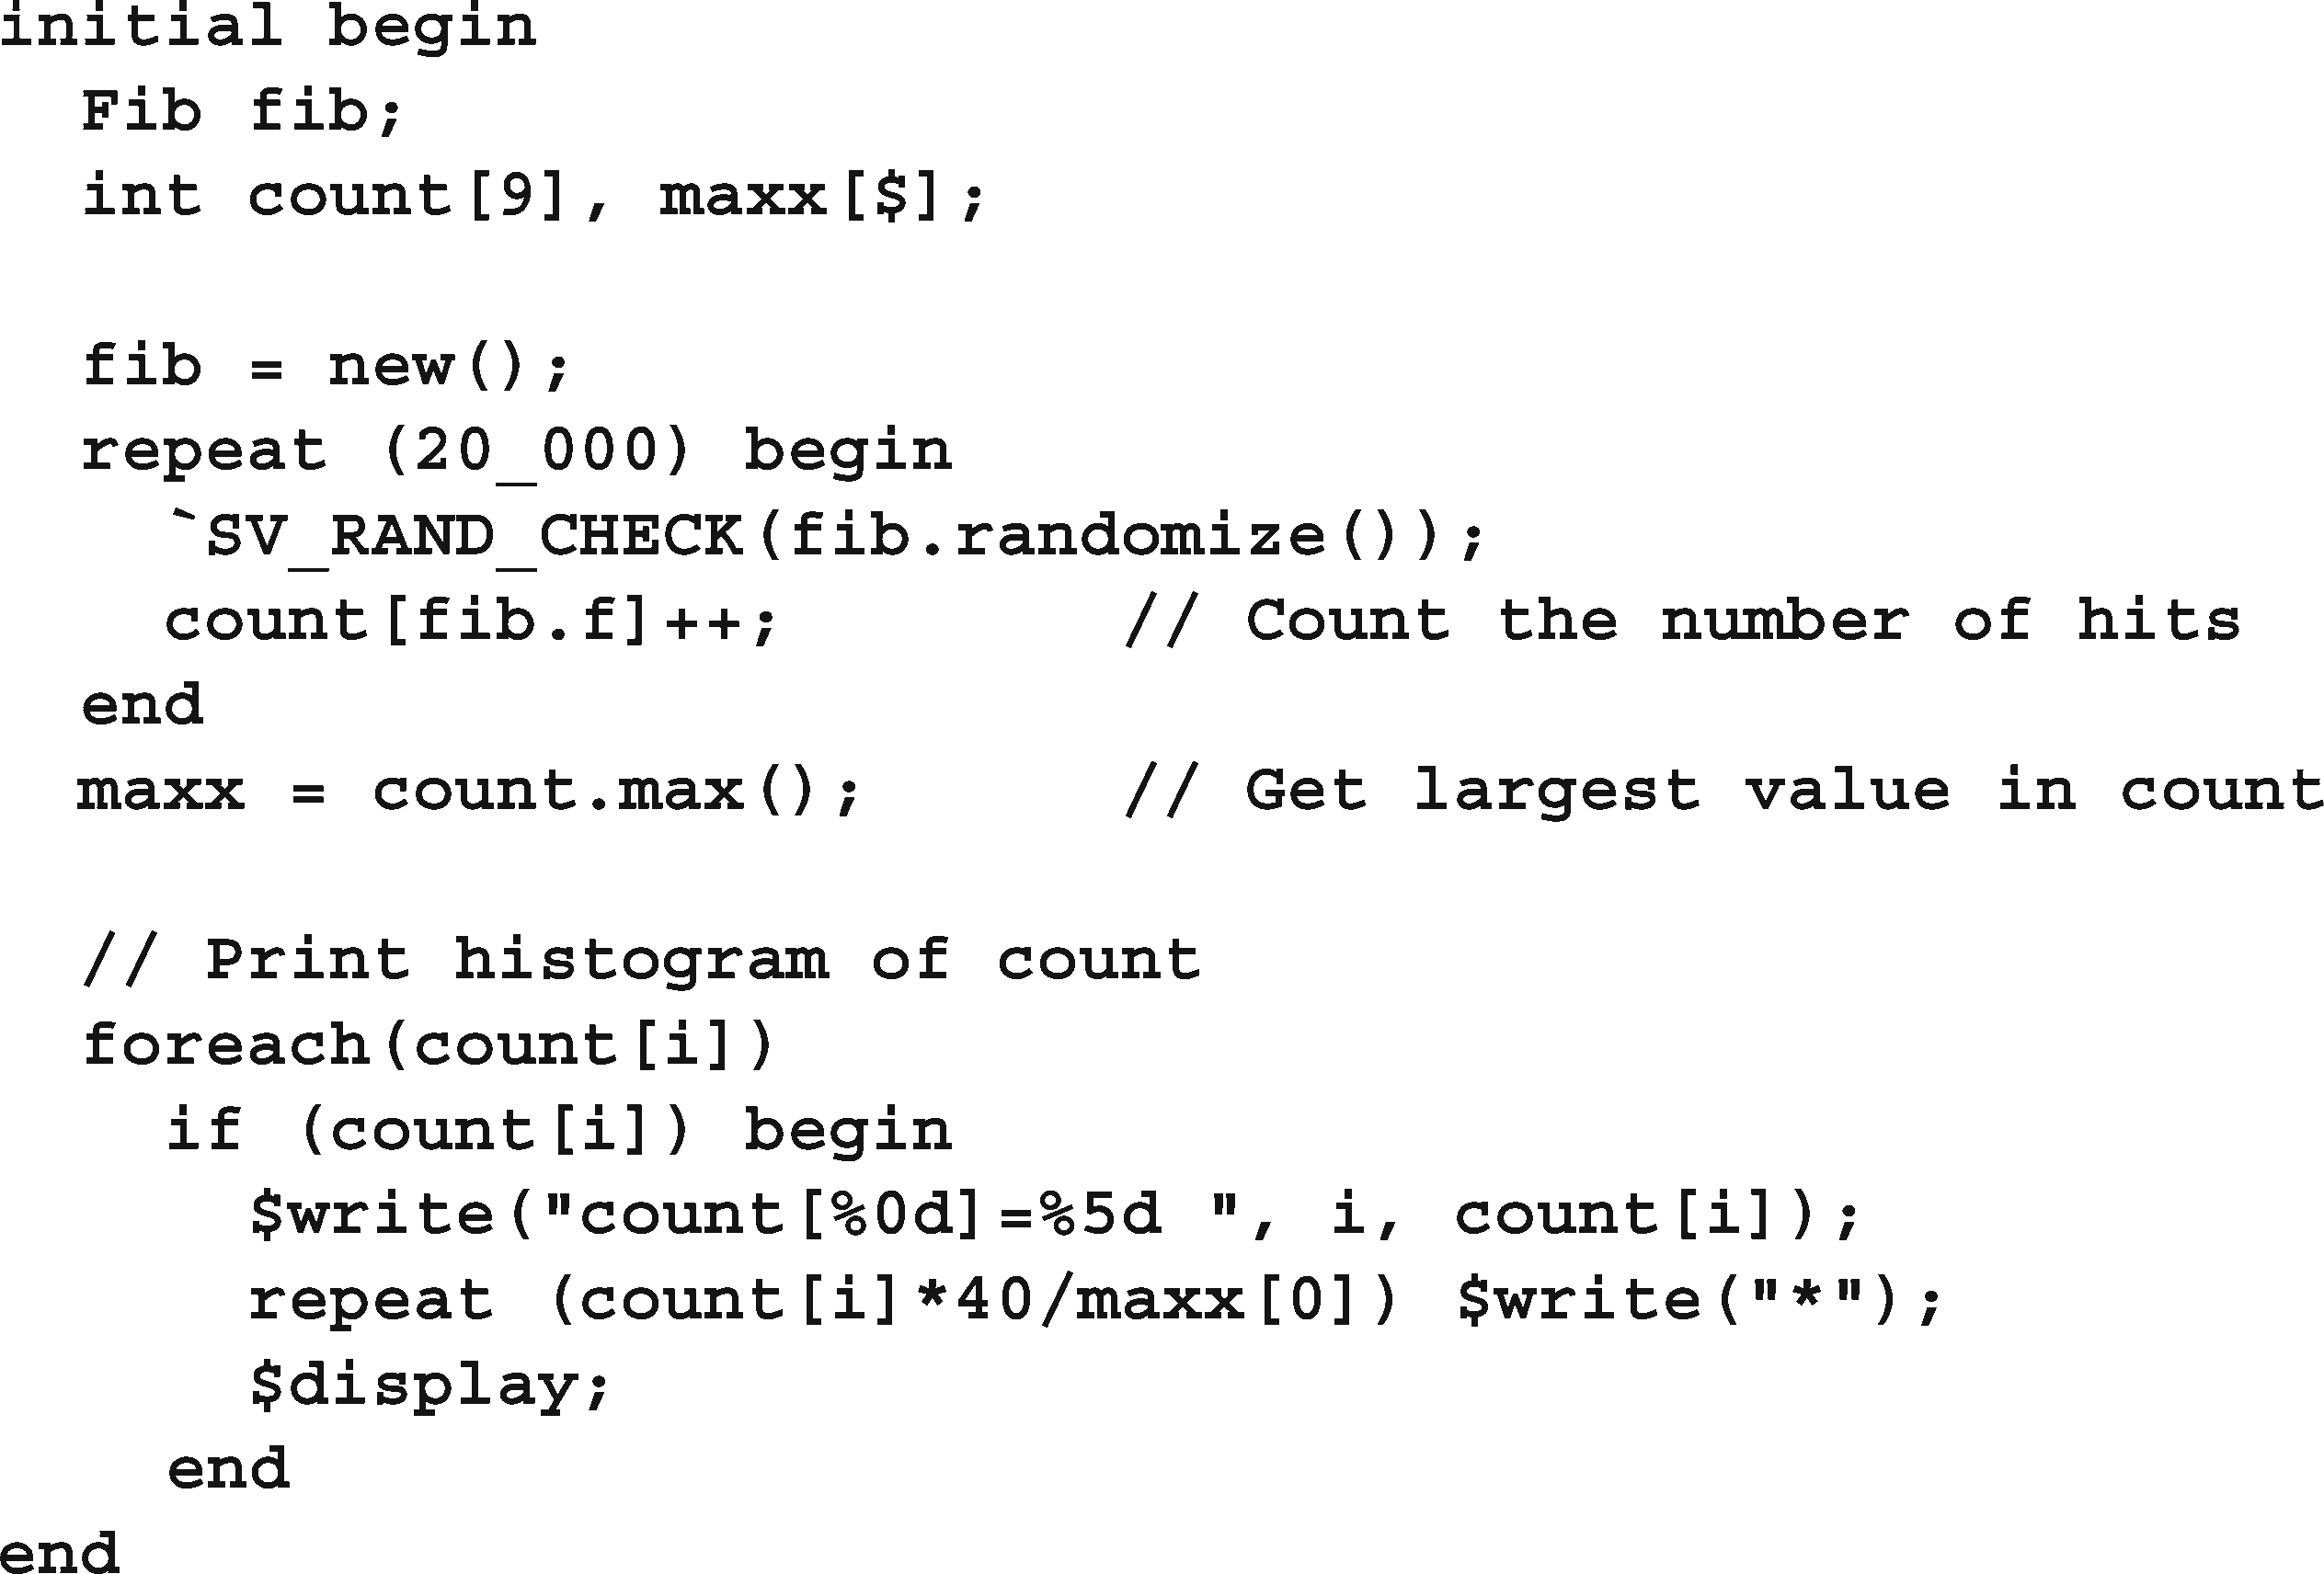 initial begin
  Fib fib;
  int count[9], maxx[$];

  fib = new();
  repeat (20_000) begin
    `SV_RAND_CHECK(fib.randomize());
    count[fib.f]++;        // Count the number of hits
  end
  maxx = count.max();      // Get largest value in count

  // Print histogram of count
  foreach(count[i])
    if (count[i]) begin
      $write("count[%0d]=%5d ", i, count[i]);
      repeat (count[i]*40/maxx[0]) $write("*");
      $display;
    end
end